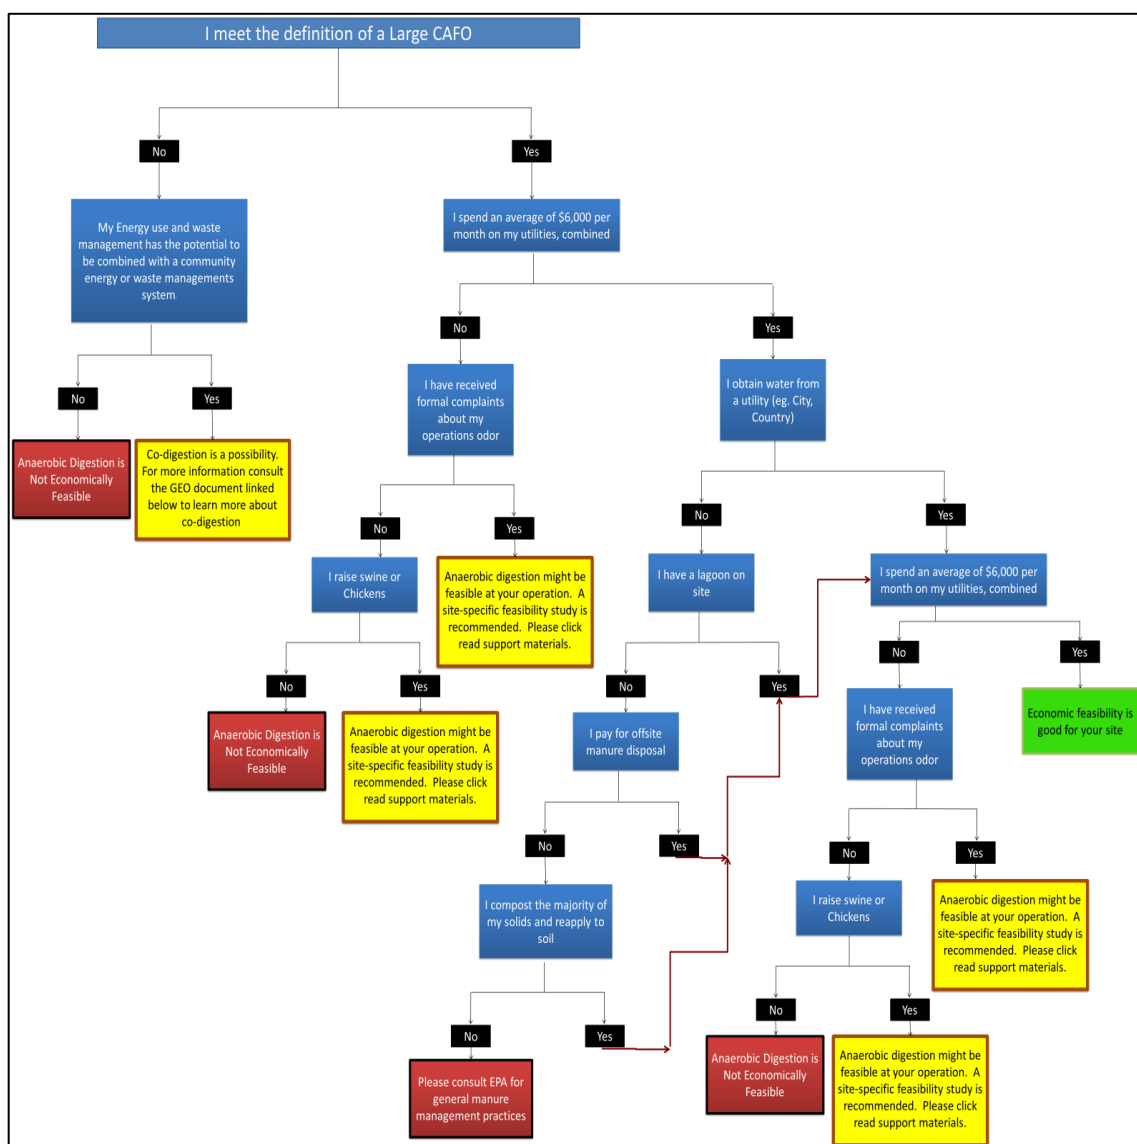 I meet the definition of a Large CAFO
No
Yes
My Energy use and waste
management has the potential to
be combined with a community
energy or waste managements
system.
I spend an average of $6,000 per
month on my utilities, combined
No
Yes
No
Yes
I have received
formal complaints
about my
operations odor
I obtain water from
a utility (eg. City,
Country)
Anaerobic Digestion is
Not Economically
Feasible
Co-digestion is a possibility.
For more information consult
the GEO document linked
below to learn more about
co-digestion
No
Yes
No
Yes
I raise swine or
Chickens
Anaerobic digestion might be
feasible at your operation. A
site-specific feasibility study is
recommended. Please click
read support materials.
I have a lagoon on
site
I spend an average of $6,000 per
month on my utilities, combined
No
Yes
No
Yes
No
Yes
Anaerobic Digestion is
Not Economically
Feasible
Anaerobic digestion might be
feasible at your operation. A
site-specific feasibility study is
recommended. Please click
read support materials.
I pay for offsite
manure disposal
I have received
formal complaints
about my
operations odor
Economic feasibility is
good for your site
No
Yes
No
Yes
I compost the majority of
my solids and reapply to
soil
I raise swine or
Chickens
Anaerobic digestion might be
feasible at your operation. A
site-specific feasibility study is
recommended. Please click
read support materials.
No
Yes
No
Yes
Please consult EPA for
general manure
management practices
Anaerobic Digestion is
Not Economically
Feasible
Anaerobic digestion might be
feasible at your operation. A
site-specific feasibility study is
recommended. Please click
read support materials.